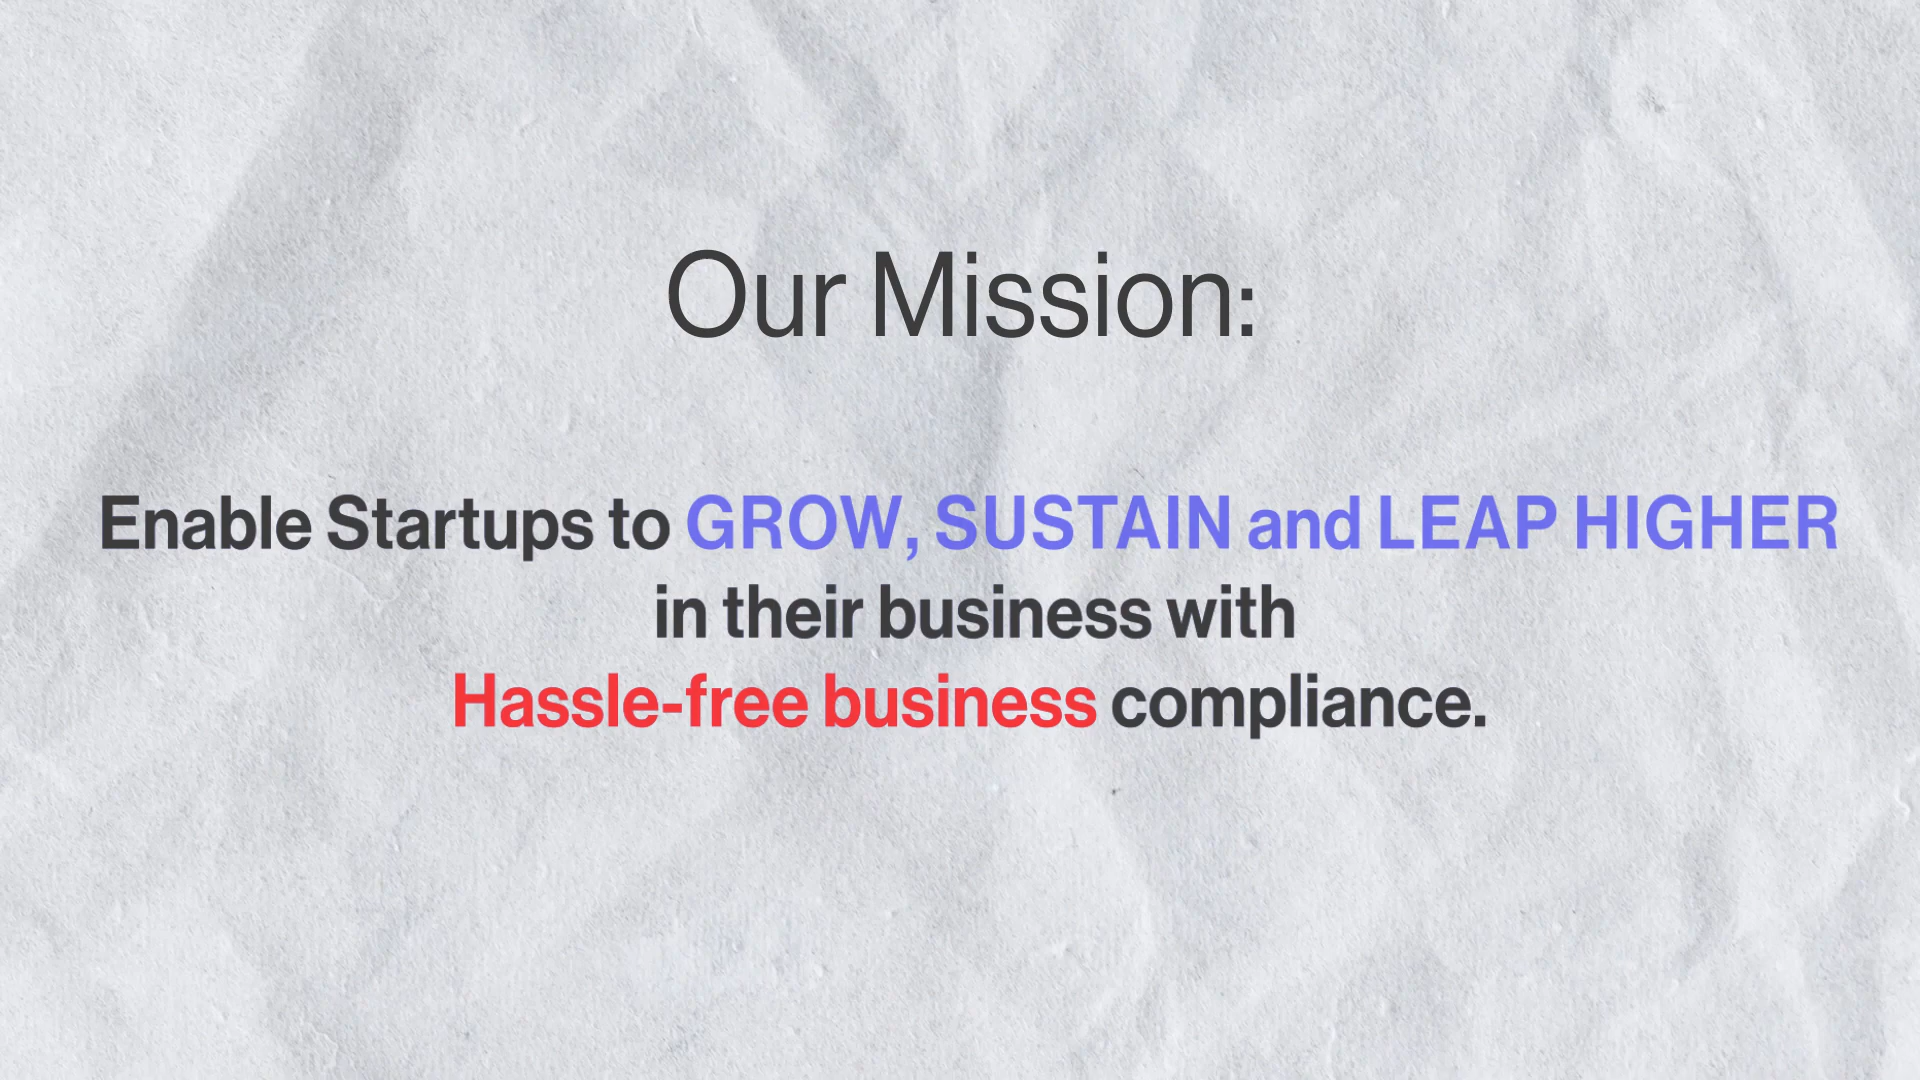 Our Mission:
Enable Startups to GROW, SUSTAIN and LEAP HIGHER
in their business with
Hassle-free business compliance.